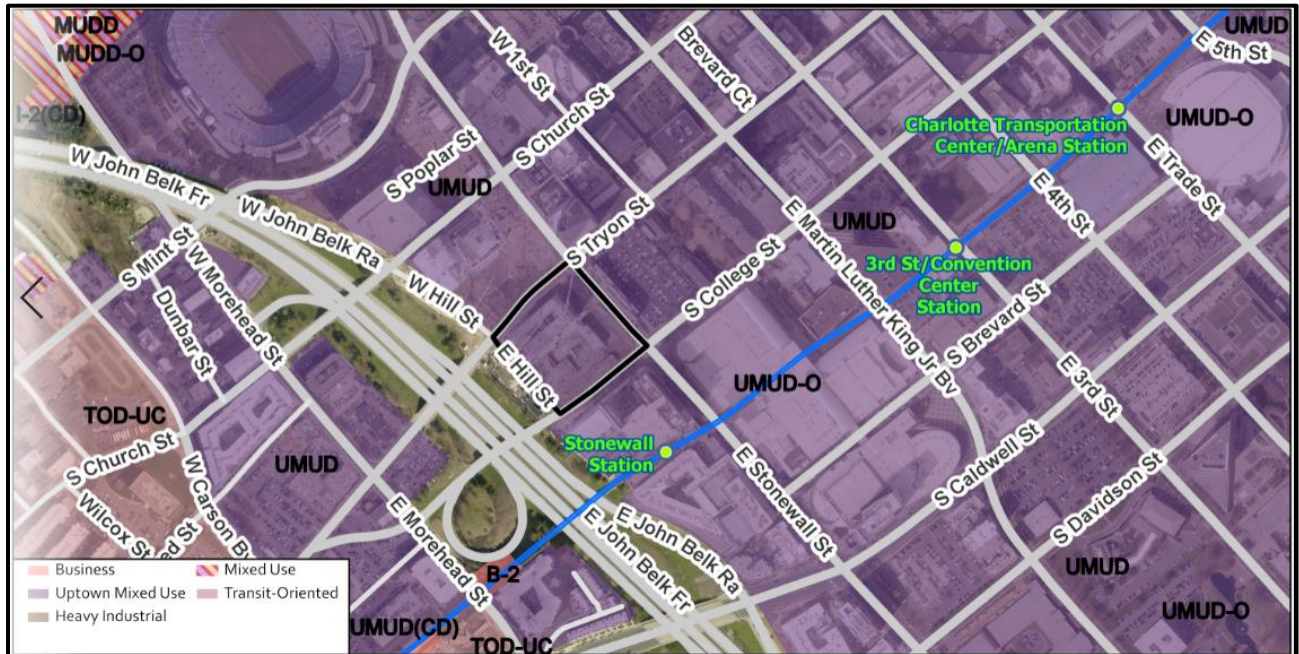 MUDD
MUDD-O
I-2(CD)
W 1st St
Brevard Ct
UMUD
E 5th St
UMUD-O
Charlotte Transportation
Center/Arena Station
E Trade St
S Church St
S Poplar St
UMUD
W John Belk Fr
W John Belk Ra
E 4th St
S Tryon St
UMUD
E Martin Luther King Jr Bv
S College St
3rd St/Convention
Center
Station
S Mint St
W Morehead St
W Hill St
Dunbar St
E Hill St
S Brevard St
E 3rd St
UMUD-O
TOD-UC
S Church St
UMUD
Stonewall
Station
E Stonewall St
S Caldwell St
S Davidson St
W Carson Bv
Wilcox St
ed St
E Morehead St
E John Belk Ra
E John Belk Fr
UMUD
UMUD-O
B-2
UMUD(CD)
TOD-UC
Business
Mixed Use
Uptown Mixed Use
Transit-Oriented
Heavy Industrial